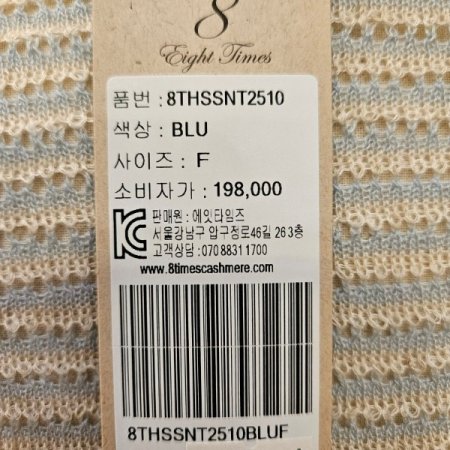 8
Eight Times
품번 : 8THSSNT2510
색상 : BLU
사이즈 : F
소비자가 : 198,000
판매원 : 에잇타임즈
서울강남구 압구정로46길 26 3층
고객상담 : 070 8831 1700
www.8timescashmere.com
8THSSNT2510BLUF